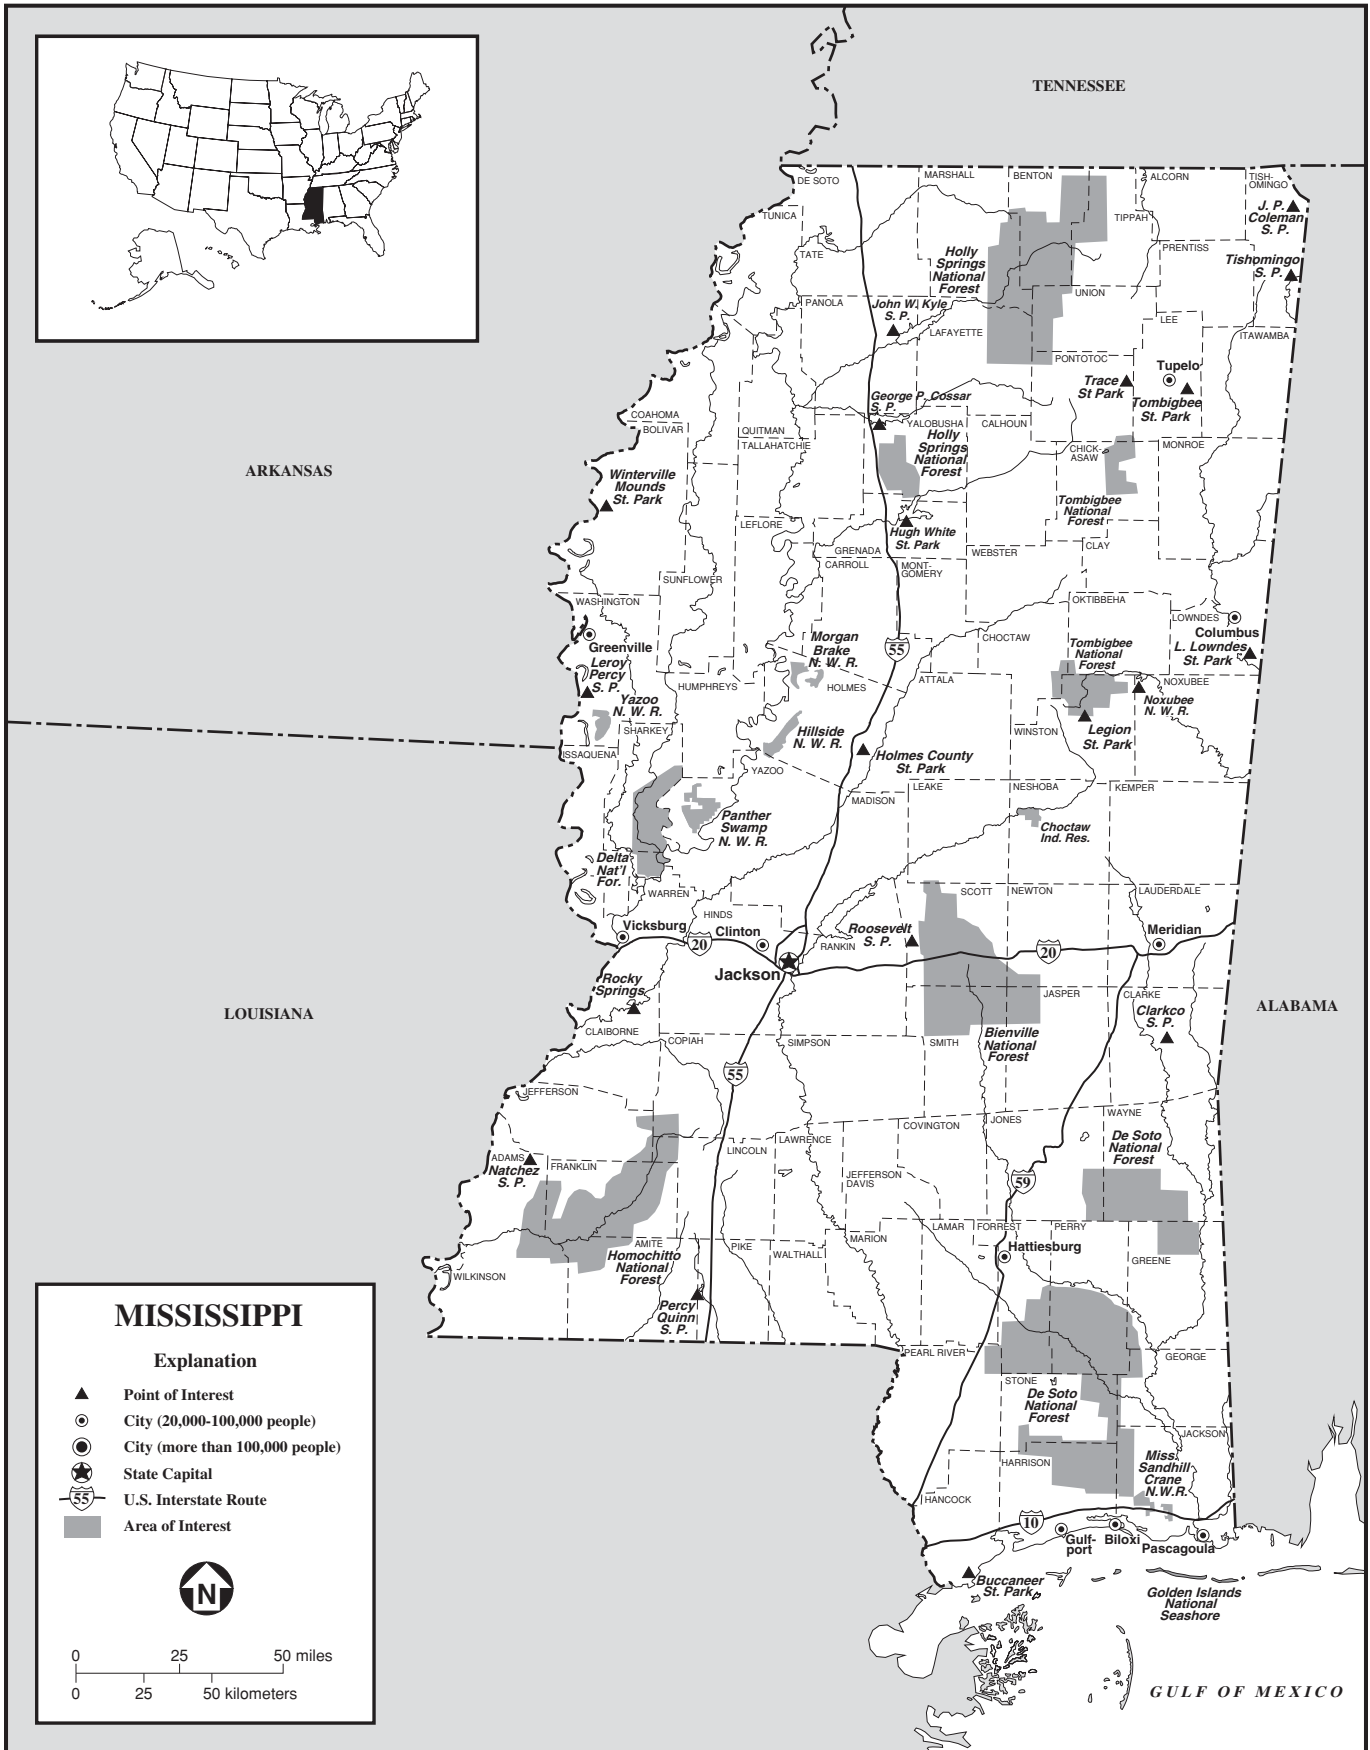 TENNESSEE
DE SOTO
MARSHALL
BENTON
ALCORN
TISH-
OMINGO
TUNICA
TIPPAH
J. P.
Coleman
S. P.
TATE
Holly
Springs
National
Forest
PRENTISS
Tishomingo
S. P.
PANOLA
John W. Kyle
S. P.
UNION
LAFAYETTE
LEE
ITAWAMBA
PONTOTOC
Tupelo
Trace
St Park
Tombigbee
St. Park
George P. Cossar
S. P.
COAHOMA
BOLIVAR
QUITMAN
TALLAHATCHIE
YALOBUSHA
CALHOUN
Holly
Springs
National
Forest
CHICK-
ASAW
MONROE
ARKANSAS
Winterville
Mounds
St. Park
Tombigbee
National
Forest
LEFLORE
Hugh White
St. Park
GRENADA
CARROLL
MONT-
GOMERY
WEBSTER
CLAY
SUNFLOWER
WASHINGTON
OKTIBBEHA
LOWNDES
Greenville
Columbus
Leroy
Percy
S. P.
Morgan
Brake
N. W. R.
55
CHOCTAW
Tombigbee
National
Forest
L. Lowndes
St. Park
HUMPHREYS
HOLMES
ATTALA
NOXUBEE
Yazoo
N. W. R.
Noxubee
N. W. R.
SHARKEY
Hillside
N. W. R.
WINSTON
Legion
St. Park
ISSAQUENA
YAZOO
Holmes County
St. Park
MADISON
LEAKE
NESHOBA
KEMPER
Panther
Swamp
N. W. R.
Choctaw
Ind. Res.
Delta
Nat'l
For.
WARREN
SCOTT
NEWTON
LAUDERDALE
HINDS
Vicksburg
20
Clinton
RANKIN
Roosevelt
S. P.
20
Meridian
Jackson
Rocky
Springs
JASPER
CLARKE
Clarkco
S. P.
LOUISIANA
ALABAMA
CLAIBORNE
COPIAH
SIMPSON
SMITH
Bienville
National
Forest
55
JEFFERSON
COVINGTON
JONES
WAYNE
LAWRENCE
LINCOLN
De Soto
National
Forest
ADAMS
Natchez
S. P.
FRANKLIN
JEFFERSON
DAVIS
59
LAMAR
FORREST
PERRY
MARION
AMITE
PIKE
WALTHALL
Hattiesburg
GREENE
Homochitto
National
Forest
WILKINSON
Percy
Quinn
S. P.
PEARL RIVER
GEORGE
STONE
De Soto
National
Forest
JACKSON
HARRISON
Miss.
Sandhill
Crane
N.W.R.
HANCOCK
10
Gulf-
port
Biloxi
Pascagoula
Buccaneer
St. Park
Golden Islands
National
Seashore
GULF OF MEXICO
MISSISSIPPI
Explanation
Point of Interest
City (20,000-100,000 people)
City (more than 100,000 people)
State Capital
55 U.S. Interstate Route
Area of Interest
N
0 25 50 miles
0 25 50 kilometers